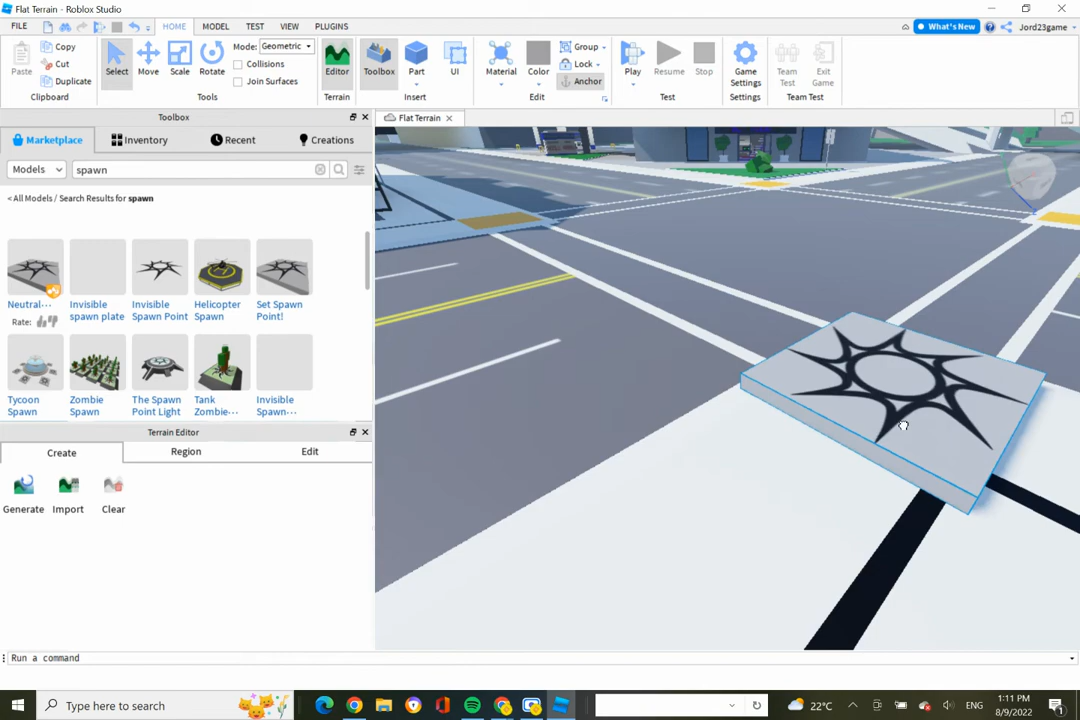 Flat Terrain - Roblox Studio
FILE HOME MODEL TEST VIEW PLUGINS
What's New Jord23game
Paste Copy Cut Duplicate Clipboard
Select Move Scale Rotate Tools
Mode: Geometric
Collisions
Join Surfaces
Editor Terrain
Toolbox Part UI Insert
Material Color Group Lock Anchor Edit
Play Resume Stop Test
Game Settings Settings
Team Test Exit Game Team Test
Toolbox
Flat Terrain
Marketplace Inventory Recent Creations
Models spawn
< All Models / Search Results for spawn
Neutral... Invisible spawn plate Invisible Spawn Point Helicopter Spawn Set Spawn Point!
Rate:
Tycoon Spawn Zombie Spawn The Spawn Point Light Tank Zombie-... Invisible Spawn-...
Terrain Editor
Create Region Edit
Generate Import Clear
Run a command
Type here to search
22°C ENG 1:11 PM
8/9/2022
1